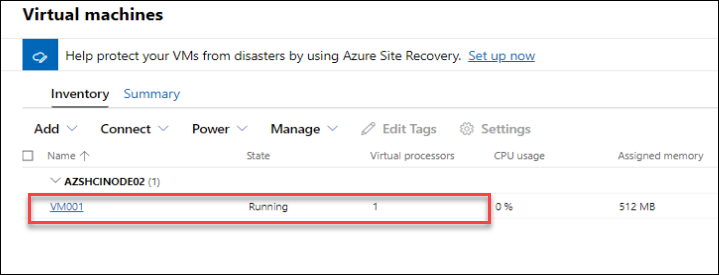 Virtual machines
Help protect your VMs from disasters by using Azure Site Recovery. Set up now
Inventory Summary
Add Connect Power Manage Edit Tags Settings
Name ↑ State Virtual processors CPU usage Assigned memory
AZSHCINODE02 (1)
VM001 Running 1 0 % 512 MB